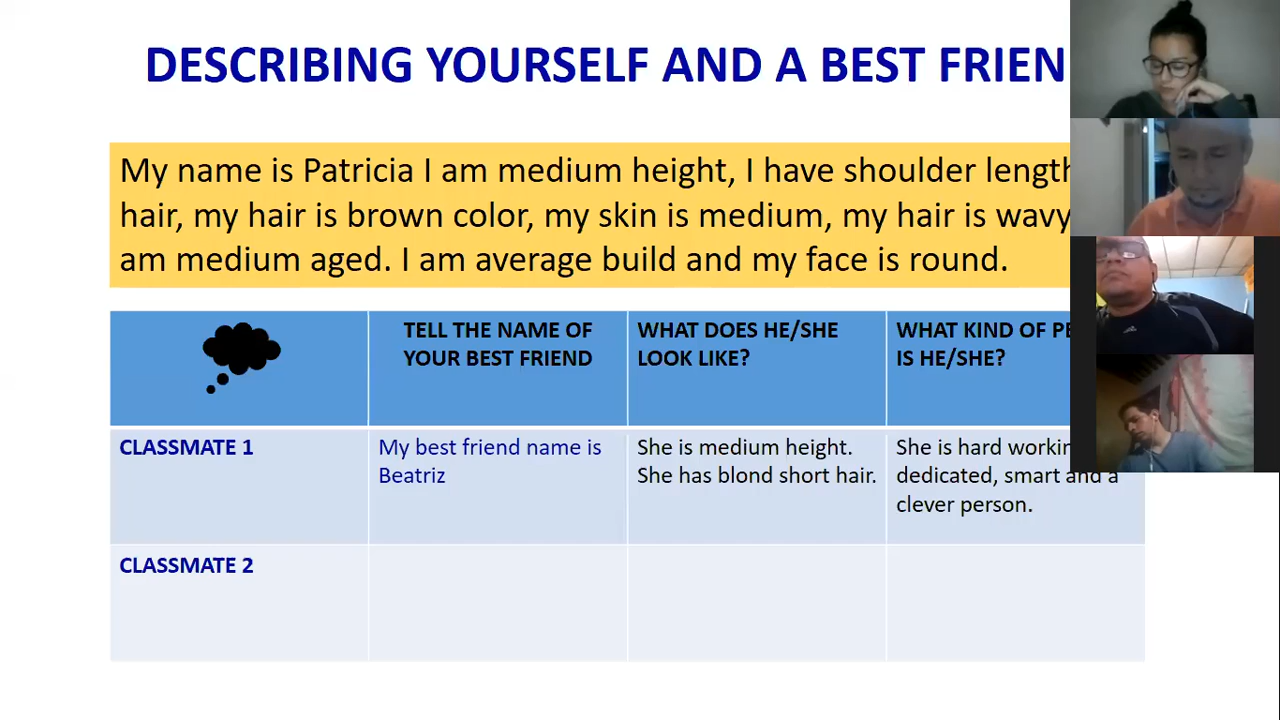 DESCRIBING YOURSELF AND A BEST FRIEN
My name is Patricia I am medium height, I have shoulder length
hair, my hair is brown color, my skin is medium, my hair is wavy
am medium aged. I am average build and my face is round.
TELL THE NAME OF
YOUR BEST FRIEND
WHAT DOES HE/SHE
LOOK LIKE?
WHAT KIND OF PE
IS HE/SHE?
CLASSMATE 1
My best friend name is
Beatriz
She is medium height.
She has blond short hair.
She is hard workin
dedicated, smart and a
clever person.
CLASSMATE 2